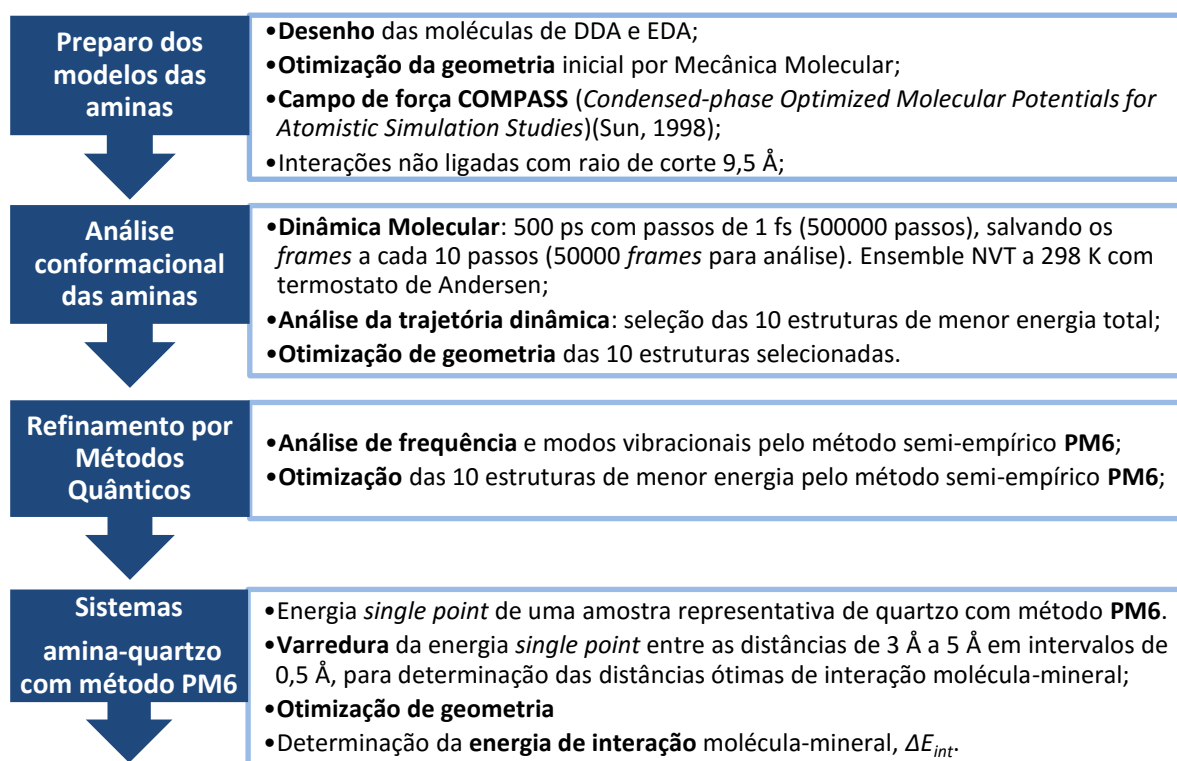 Preparo dos
modelos das
aminas
•Desenho das moléculas de DDA e EDA;
•Otimização da geometria inicial por Mecânica Molecular;
•Campo de força COMPASS (Condensed-phase Optimized Molecular Potentials for
Atomistic Simulation Studies)(Sun, 1998);
•Interações não ligadas com raio de corte 9,5 Å;
Análise
conformacional
das aminas
•Dinâmica Molecular: 500 ps com passos de 1 fs (500000 passos), salvando os
frames a cada 10 passos (50000 frames para análise). Ensemble NVT a 298 K com
termostato de Andersen;
•Análise da trajetória dinâmica: seleção das 10 estruturas de menor energia total;
•Otimização de geometria das 10 estruturas selecionadas.
Refinamento por
Métodos
Quânticos
•Análise de frequência e modos vibracionais pelo método semi-empírico PM6;
•Otimização das 10 estruturas de menor energia pelo método semi-empírico PM6;
Sistemas
amina-quartzo
com método PM6
•Energia single point de uma amostra representativa de quartzo com método PM6.
•Varredura da energia single point entre as distâncias de 3 Å a 5 Å em intervalos de
0,5 Å, para determinação das distâncias ótimas de interação molécula-mineral;
•Otimização de geometria
•Determinação da energia de interação molécula-mineral, ΔEint.